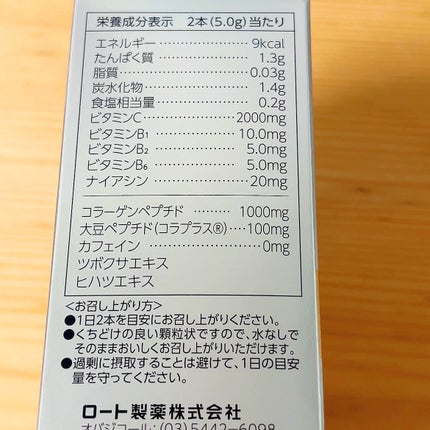 栄養成分表示 2本(5.0g)当たり
エネルギー……………………9kcal
たんぱく質……………………1.3g
脂質……………………………0.03g
炭水化物………………………1.4g
食塩相当量……………………0.2g
ビタミンC……………………2000mg
ビタミンB₁……………………10.0mg
ビタミンB₂……………………5.0mg
ビタミンB₆……………………5.0mg
ナイアシン……………………20mg
コラーゲンペプチド………1000mg
大豆ペプチド(コラプラス®)‥‥100mg
カフェイン……………………0mg
ツボクサエキス
ヒハツエキス
<お召し上がり方>
●1日2本を目安にお召し上がりください。
●くちどけの良い顆粒状ですので、水なしで
そのままおいしくお召し上がりいただけます。
●過剰に摂取することは避けて、1日の目安
量を守ってください。
ロート製薬株式会社
オバジコール:(03)5442-6098